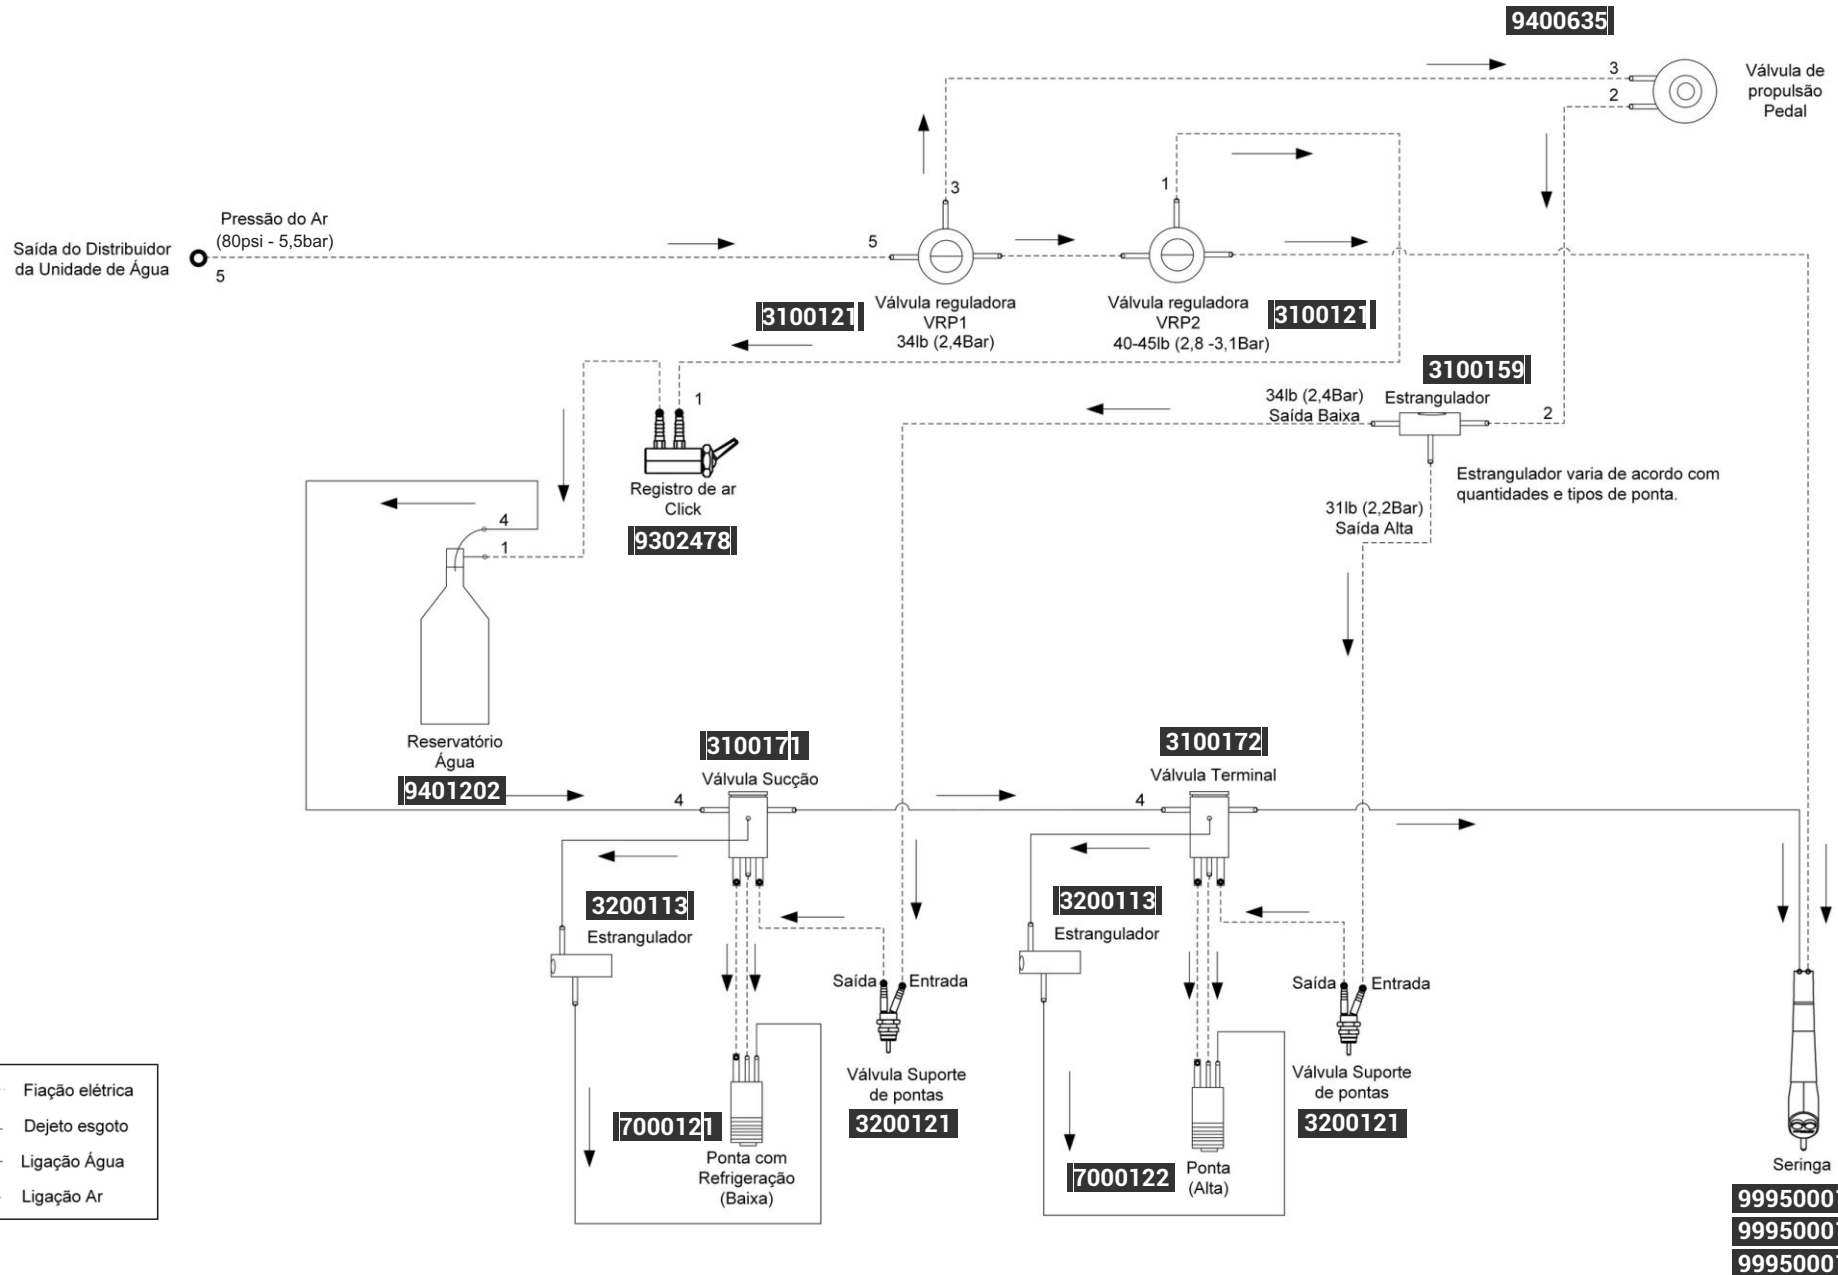 9400635
3
2
Válvula de
propulsão
Pedal
3
1
Pressão do Ar
(80psi - 5,5bar)
Saída do Distribuidor
da Unidade de Água
5
5
3100121
Válvula reguladora
VRP1
34lb (2,4Bar)
Válvula reguladora
VRP2
40-45lb (2,8 -3,1Bar)
3100121
3100159
34lb (2,4Bar)
Saída Baixa
Estrangulador
2
Estrangulador varia de acordo com
quantidades e tipos de ponta.
31lb (2,2Bar)
Saída Alta
1
Registro de ar
Click
9302478
4
1
Reservatório
Água
9401202
3100171
Válvula Sucção
4
3100172
Válvula Terminal
4
3200113
Estrangulador
3200113
Estrangulador
Saída
Entrada
Saída
Entrada
Válvula Suporte
de pontas
3200121
Válvula Suporte
de pontas
3200121
7000121
Ponta com
Refrigeração
(Baixa)
7000122
Ponta
(Alta)
Fiação elétrica
Dejeto esgoto
Ligação Água
Ligação Ar
Seringa